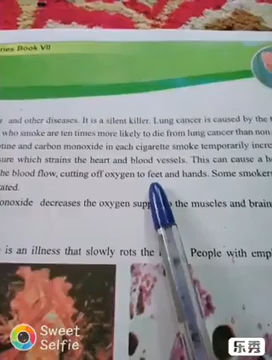 ries Book VII
and other diseases. It is a silent killer. Lung cancer is caused by the
who smoke are ten times more likely to die from lung cancer than non
tine and carbon monoxide in each cigarette smoke temporarily incre
sure which strains the heart and blood vessels. This can cause a h
he blood flow, cutting off oxygen to feet and hands. Some smoker
ated.
onoxide decreases the oxygen supp the muscles and brain
is an illness that slowly rots the People with emp
Sweet
Selfie
乐秀